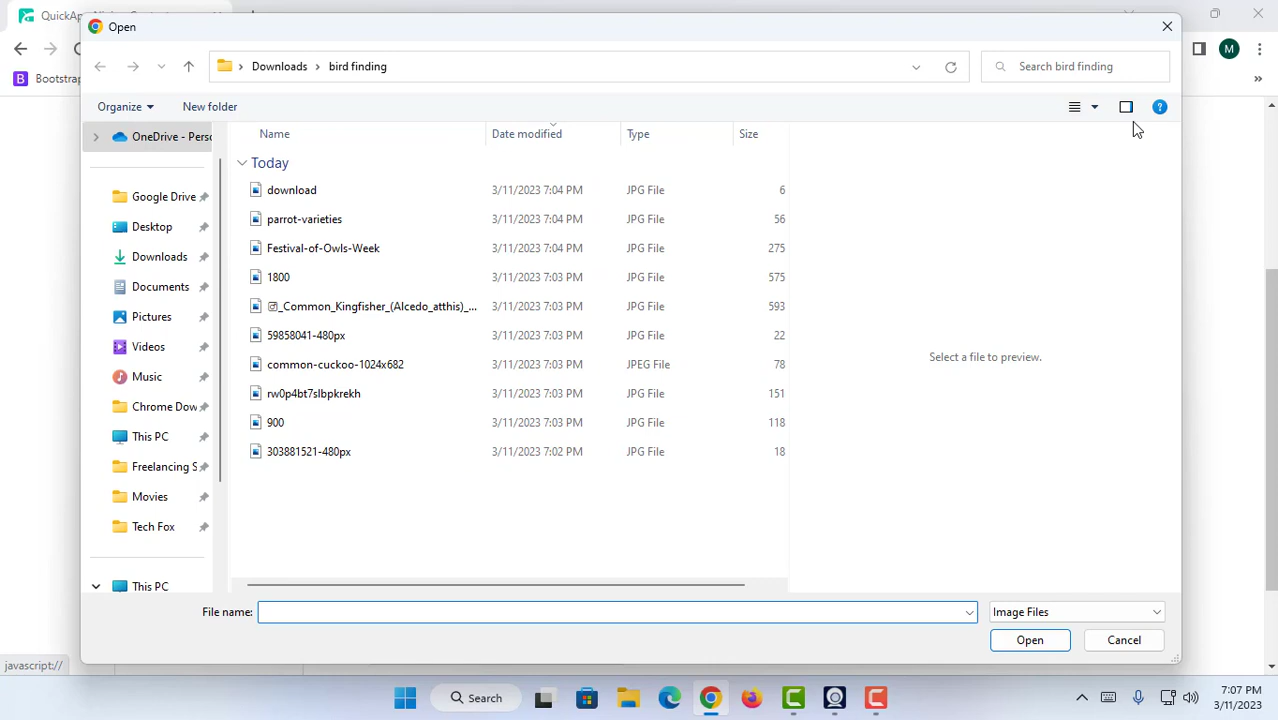 QuickAp
Bootstrap
Open
Downloads > bird finding
Search bird finding
Organize
New folder
OneDrive - Perso
Google Drive
Desktop
Downloads
Documents
Pictures
Videos
Music
Chrome Dow
This PC
Freelancing S
Movies
Tech Fox
This PC
Name Date modified Type Size
Today
download 3/11/2023 7:04 PM JPG File 6
parrot-varieties 3/11/2023 7:04 PM JPG File 56
Festival-of-Owls-Week 3/11/2023 7:04 PM JPG File 275
1800 3/11/2023 7:03 PM JPG File 575
_Common_Kingfisher_(Alcedo_atthis)_... 3/11/2023 7:03 PM JPG File 593
59858041-480px 3/11/2023 7:03 PM JPG File 22
common-cuckoo-1024x682 3/11/2023 7:03 PM JPEG File 78
rw0p4bt7slbpkrekh 3/11/2023 7:03 PM JPG File 151
900 3/11/2023 7:03 PM JPG File 118
303881521-480px 3/11/2023 7:02 PM JPG File 18
Select a file to preview.
File name:
Image Files
Open
Cancel
javascript://
Search
7:07 PM
3/11/2023
M